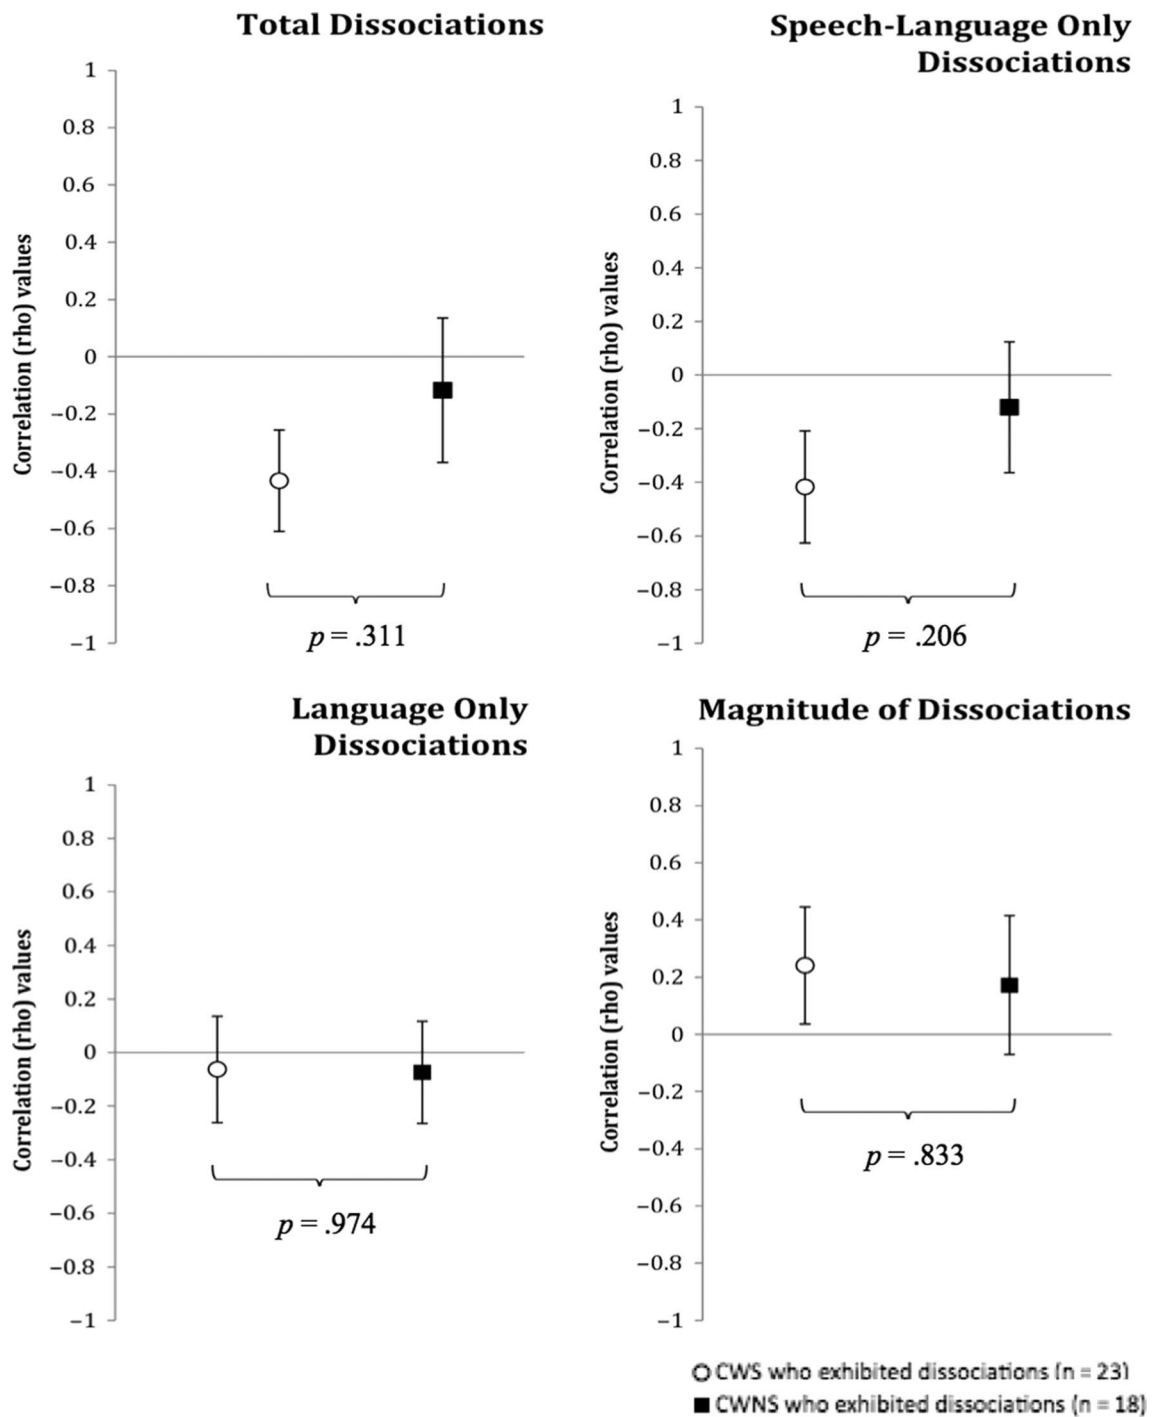 Total Dissociations
Correlation (rho) values
1
0.8
0.6
0.4
0.2
0
−0.2
−0.4
−0.6
−0.8
−1
p = .311
Speech-Language Only
Dissociations
Correlation (rho) values
1
0.8
0.6
0.4
0.2
0
−0.2
−0.4
−0.6
−0.8
−1
p = .206
Language Only
Dissociations
Correlation (rho) values
1
0.8
0.6
0.4
0.2
0
−0.2
−0.4
−0.6
−0.8
−1
p = .974
Magnitude of Dissociations
Correlation (rho) values
1
0.8
0.6
0.4
0.2
0
−0.2
−0.4
−0.6
−0.8
−1
p = .833
CWS who exhibited dissociations (n = 23)
CWNS who exhibited dissociations (n = 18)